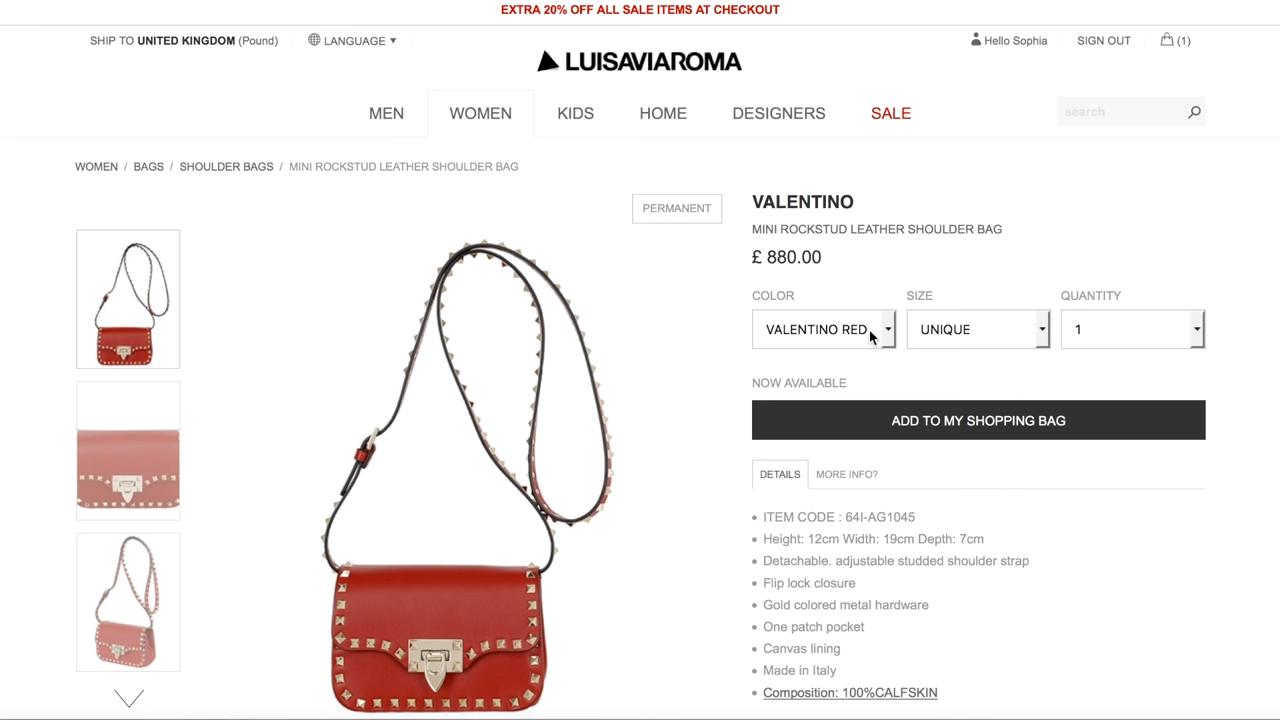 EXTRA 20% OFF ALL SALE ITEMS AT CHECKOUT
SHIP TO UNITED KINGDOM (Pound) LANGUAGE Hello Sophia SIGN OUT (1)
LUISAVIAROMA
MEN WOMEN KIDS HOME DESIGNERS SALE search
WOMEN / BAGS / SHOULDER BAGS / MINI ROCKSTUD LEATHER SHOULDER BAG
PERMANENT
VALENTINO
MINI ROCKSTUD LEATHER SHOULDER BAG
£ 880.00
COLOR SIZE QUANTITY
VALENTINO RED UNIQUE 1
NOW AVAILABLE
ADD TO MY SHOPPING BAG
DETAILS MORE INFO?
ITEM CODE : 64I-AG1045
Height: 12cm Width: 19cm Depth: 7cm
Detachable. adjustable studded shoulder strap
Flip lock closure
Gold colored metal hardware
One patch pocket
Canvas lining
Made in Italy
Composition: 100%CALFSKIN